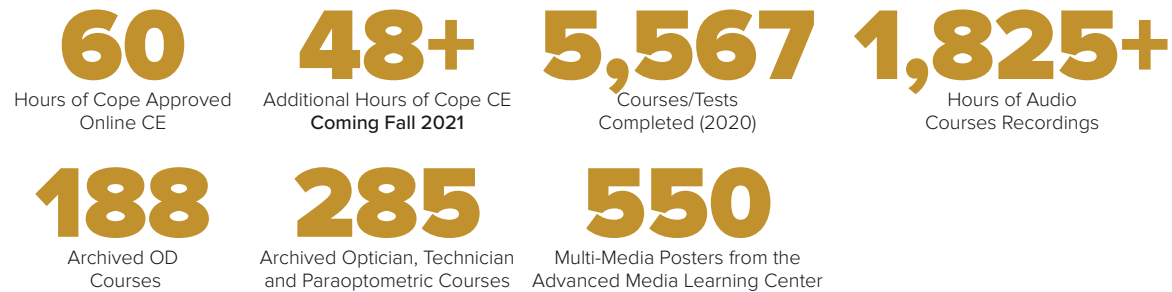 60
Hours of Cope Approved
Online CE
48+
Additional Hours of Cope CE
Coming Fall 2021
5,567
Courses/Tests
Completed (2020)
1,825+
Hours of Audio
Courses Recordings
188
Archived OD
Courses
285
Archived Optician, Technician
and Paraoptometric Courses
550
Multi-Media Posters from the
Advanced Media Learning Center